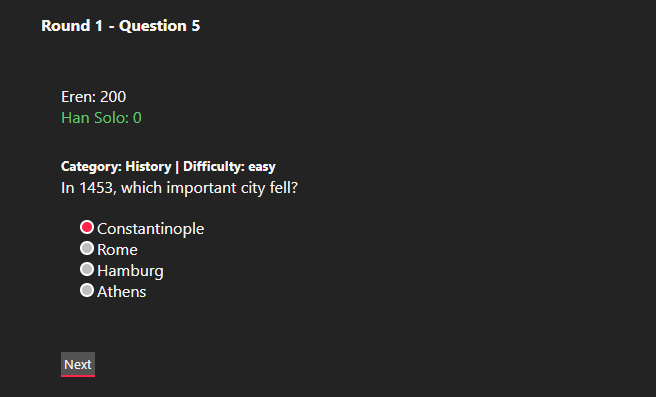 Round 1 - Question 5
Eren: 200
Han Solo: 0
Category: History | Difficulty: easy
In 1453, which important city fell?
Constantinople
Rome
Hamburg
Athens
Next